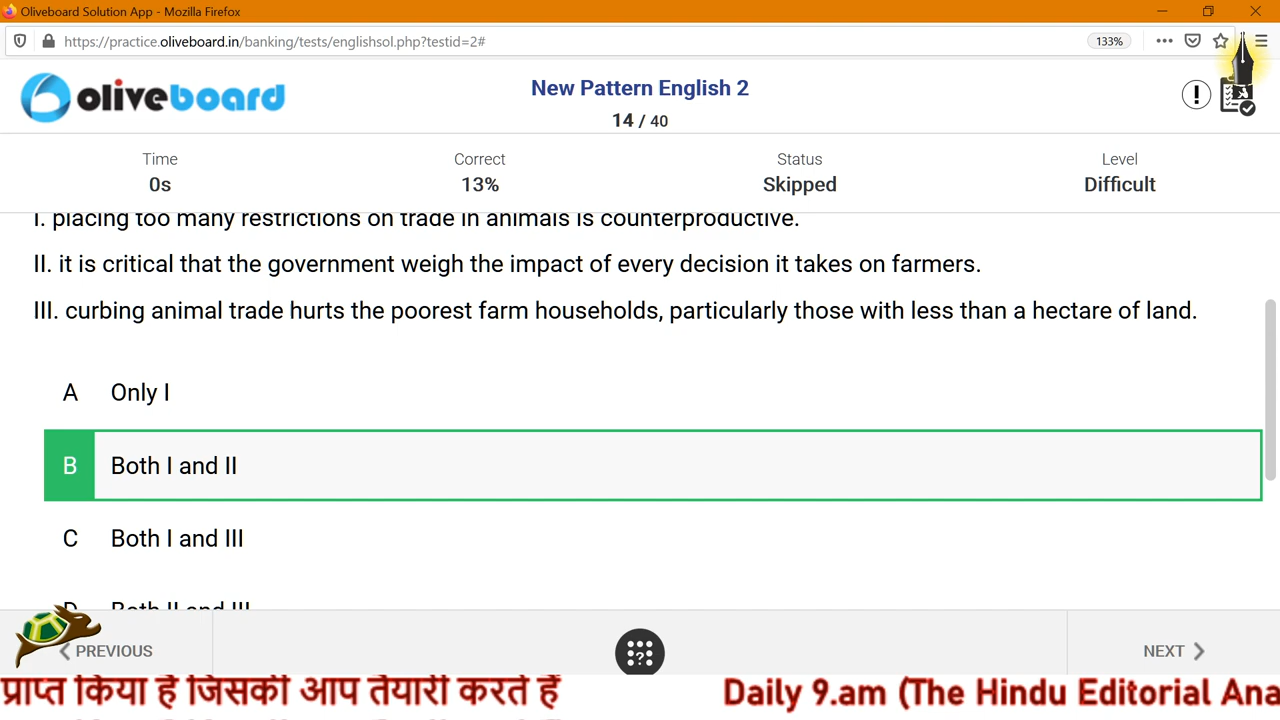 Oliveboard Solution App - Mozilla Firefox
https://practice.oliveboard.in/banking/tests/englishsol.php?testid=2#
133%
oliveboard
New Pattern English 2
14 / 40
Time
0s
Correct
13%
Status
Skipped
Level
Difficult
I. placing too many restrictions on trade in animals is counterproductive.
II. it is critical that the government weigh the impact of every decision it takes on farmers.
III. curbing animal trade hurts the poorest farm households, particularly those with less than a hectare of land.
A Only I
B Both I and II
C Both I and III
D Both II and III
PREVIOUS
NEXT
प्राप्त किया है जिसकी आप तैयारी करते हैं
Daily 9.am (The Hindu Editorial Ana